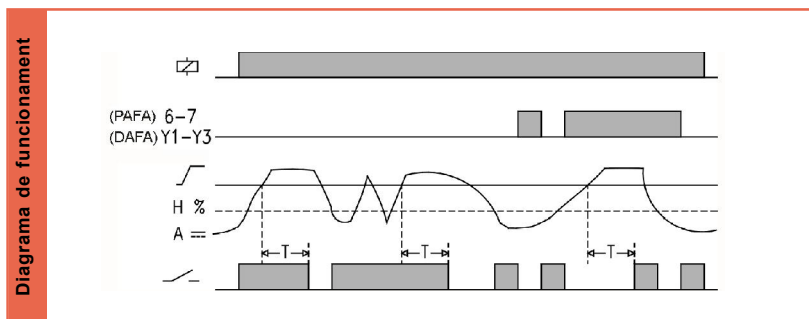 Diagrama de funcionament
(PAFA) 6-7
(DAFA) Y1-Y3
H %
A
T
T
T